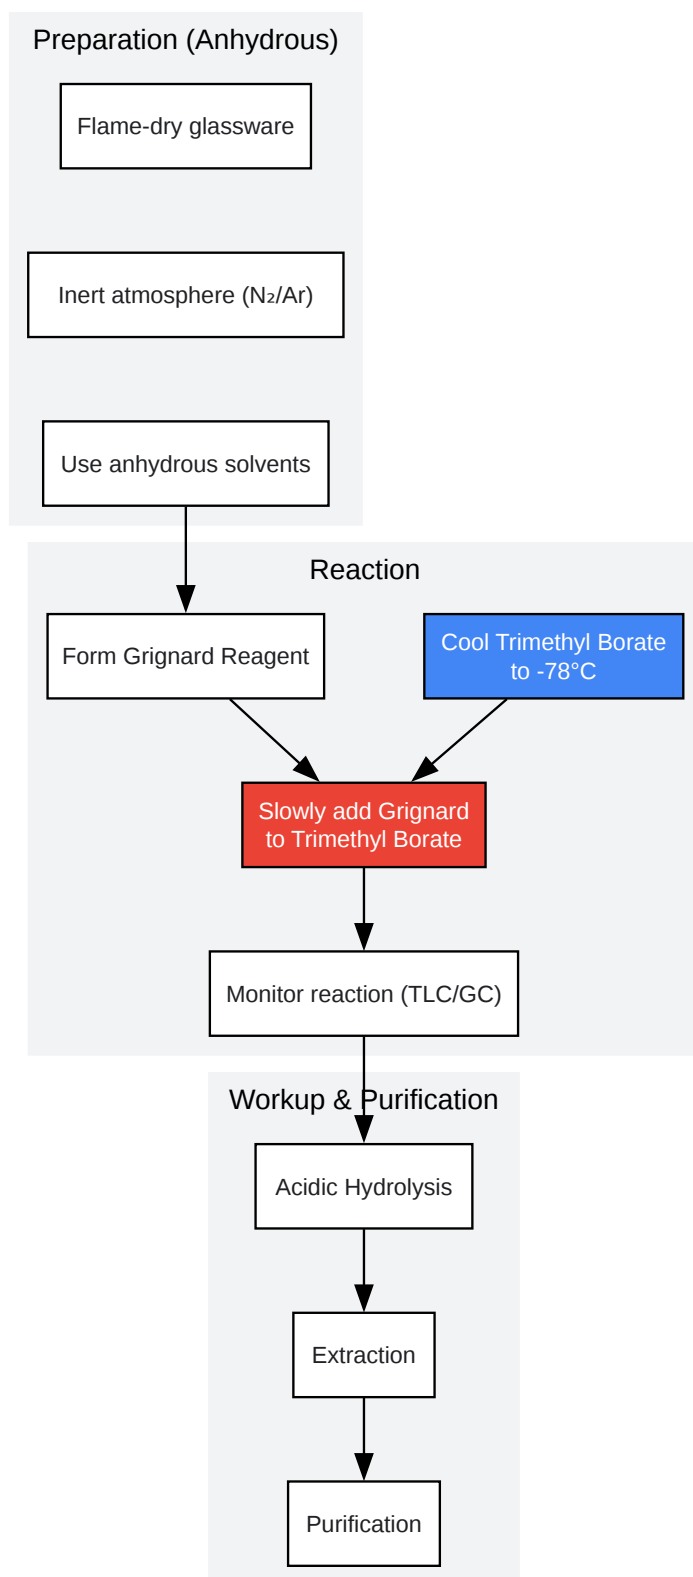 Preparation (Anhydrous)
Flame-dry glassware
Inert atmosphere (N₂/Ar)
Use anhydrous solvents
Reaction
Form Grignard Reagent
Cool Trimethyl Borate
to -78°C
Slowly add Grignard
to Trimethyl Borate
Monitor reaction (TLC/GC)
Workup & Purification
Acidic Hydrolysis
Extraction
Purification